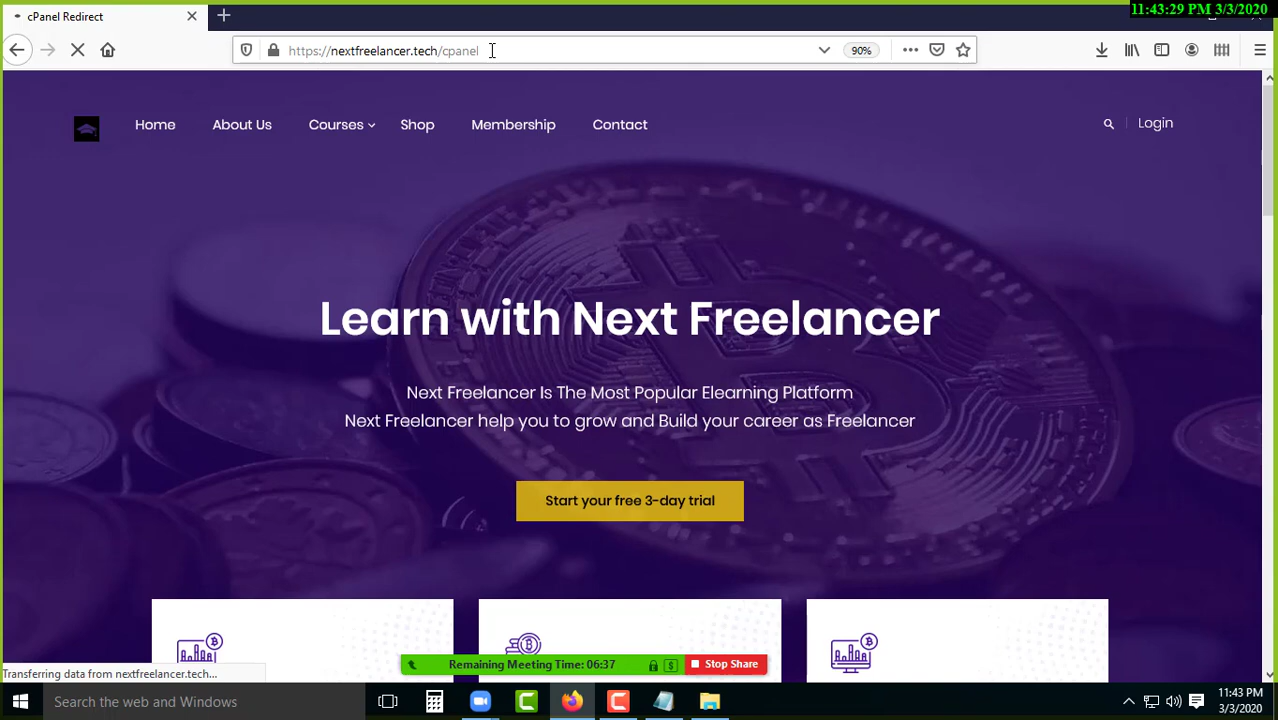 cPanel Redirect
11:43:29 PM 3/3/2020
https://nextfreelancer.tech/cpanel
90%
Home
About Us
Courses
Shop
Membership
Contact
Login
Learn with Next Freelancer
Next Freelancer Is The Most Popular Elearning Platform
Next Freelancer help you to grow and Build your career as Freelancer
Start your free 3-day trial
Remaining Meeting Time: 06:37
Stop Share
Transferring data from nextfreelancer.tech...
Search the web and Windows
11:43 PM
3/3/2020